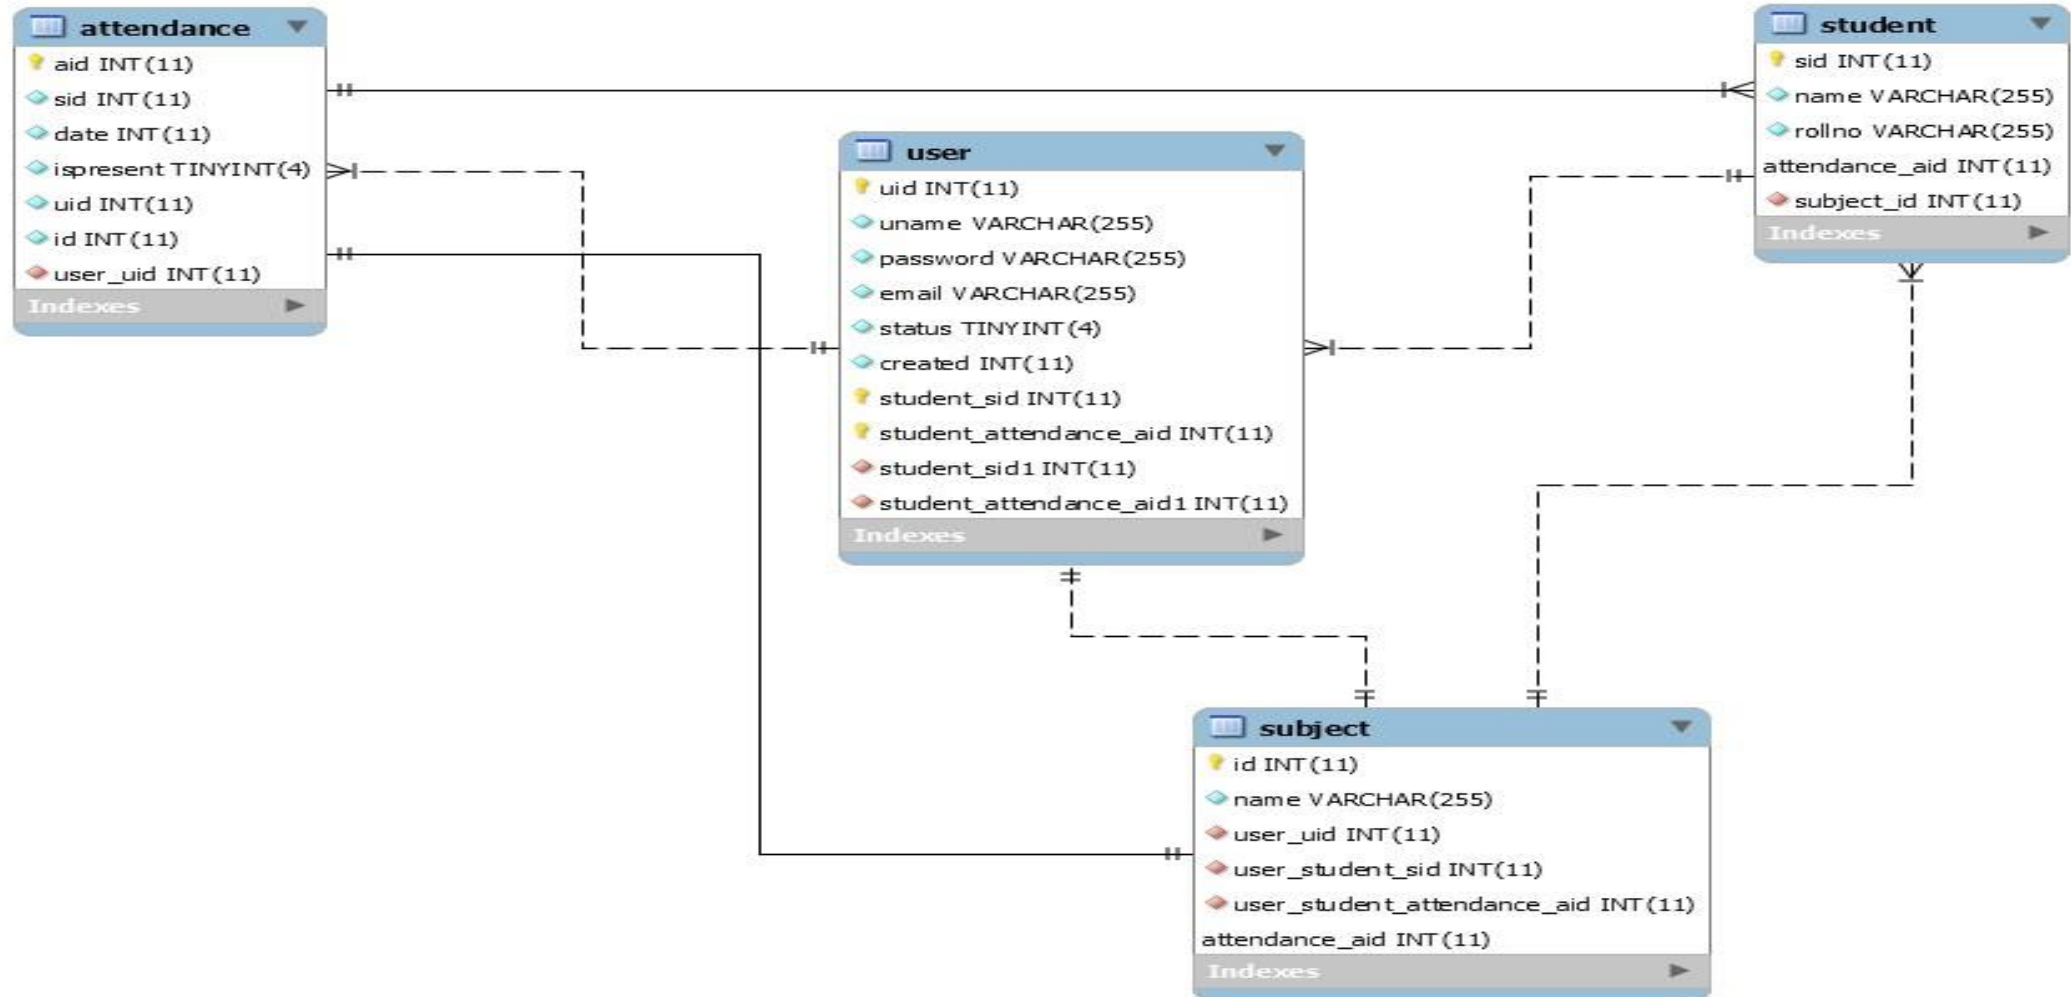 attendance
aid INT(11)
sid INT(11)
date INT(11)
ispresent TINYINT(4)
uid INT(11)
id INT(11)
user_uid INT(11)
Indexes
user
uid INT(11)
uname VARCHAR(255)
password VARCHAR(255)
email VARCHAR(255)
status TINYINT(4)
created INT(11)
student_sid INT(11)
student_attendance_aid INT(11)
student_sid1 INT(11)
student_attendance_aid1 INT(11)
Indexes
student
sid INT(11)
name VARCHAR(255)
rollno VARCHAR(255)
attendance_aid INT(11)
subject_id INT(11)
Indexes
subject
id INT(11)
name VARCHAR(255)
user_uid INT(11)
user_student_sid INT(11)
user_student_attendance_aid INT(11)
attendance_aid INT(11)
Indexes